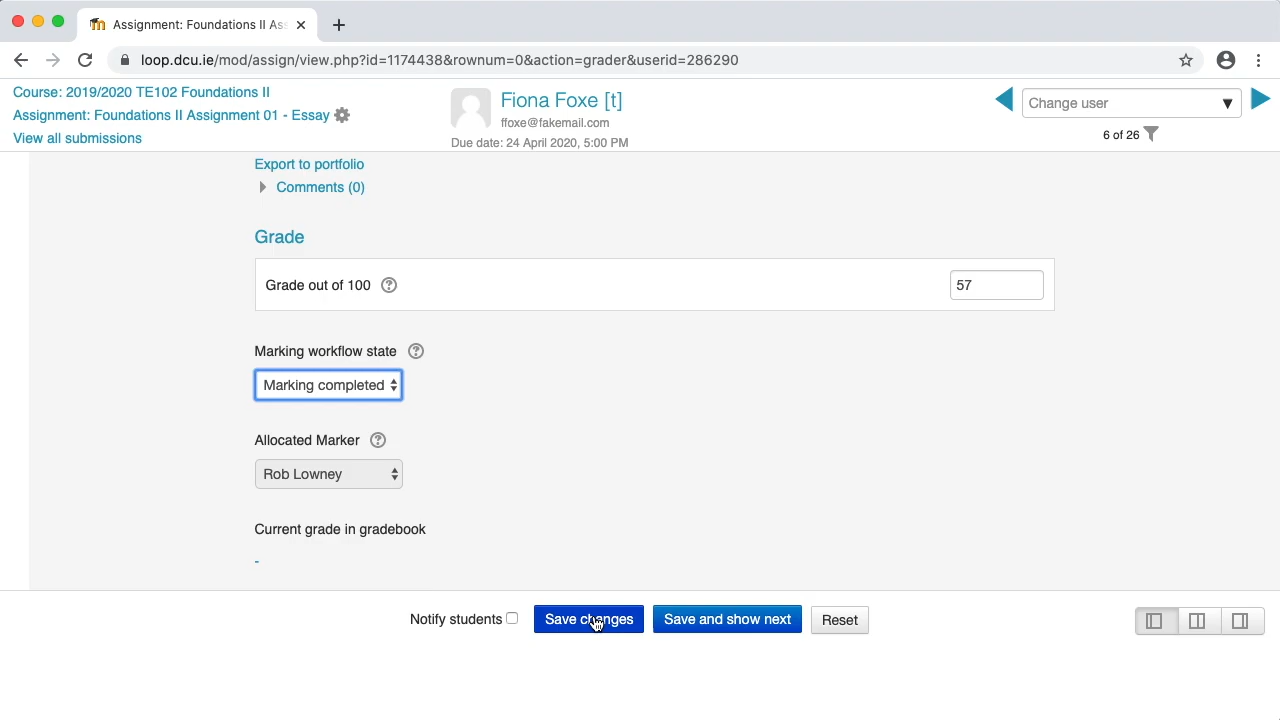 Assignment: Foundations II As
loop.dcu.ie/mod/assign/view.php?id=1174438&rownum=0&action=grader&userid=286290
Course: 2019/2020 TE102 Foundations II
Assignment: Foundations II Assignment 01 - Essay
View all submissions
Fiona Foxe [t]
ffoxe@fakemail.com
Due date: 24 April 2020, 5:00 PM
Change user
6 of 26
Export to portfolio
Comments (0)
Grade
Grade out of 100
57
Marking workflow state
Marking completed
Allocated Marker
Rob Lowney
Current grade in gradebook
-
Notify students
Save changes
Save and show next
Reset